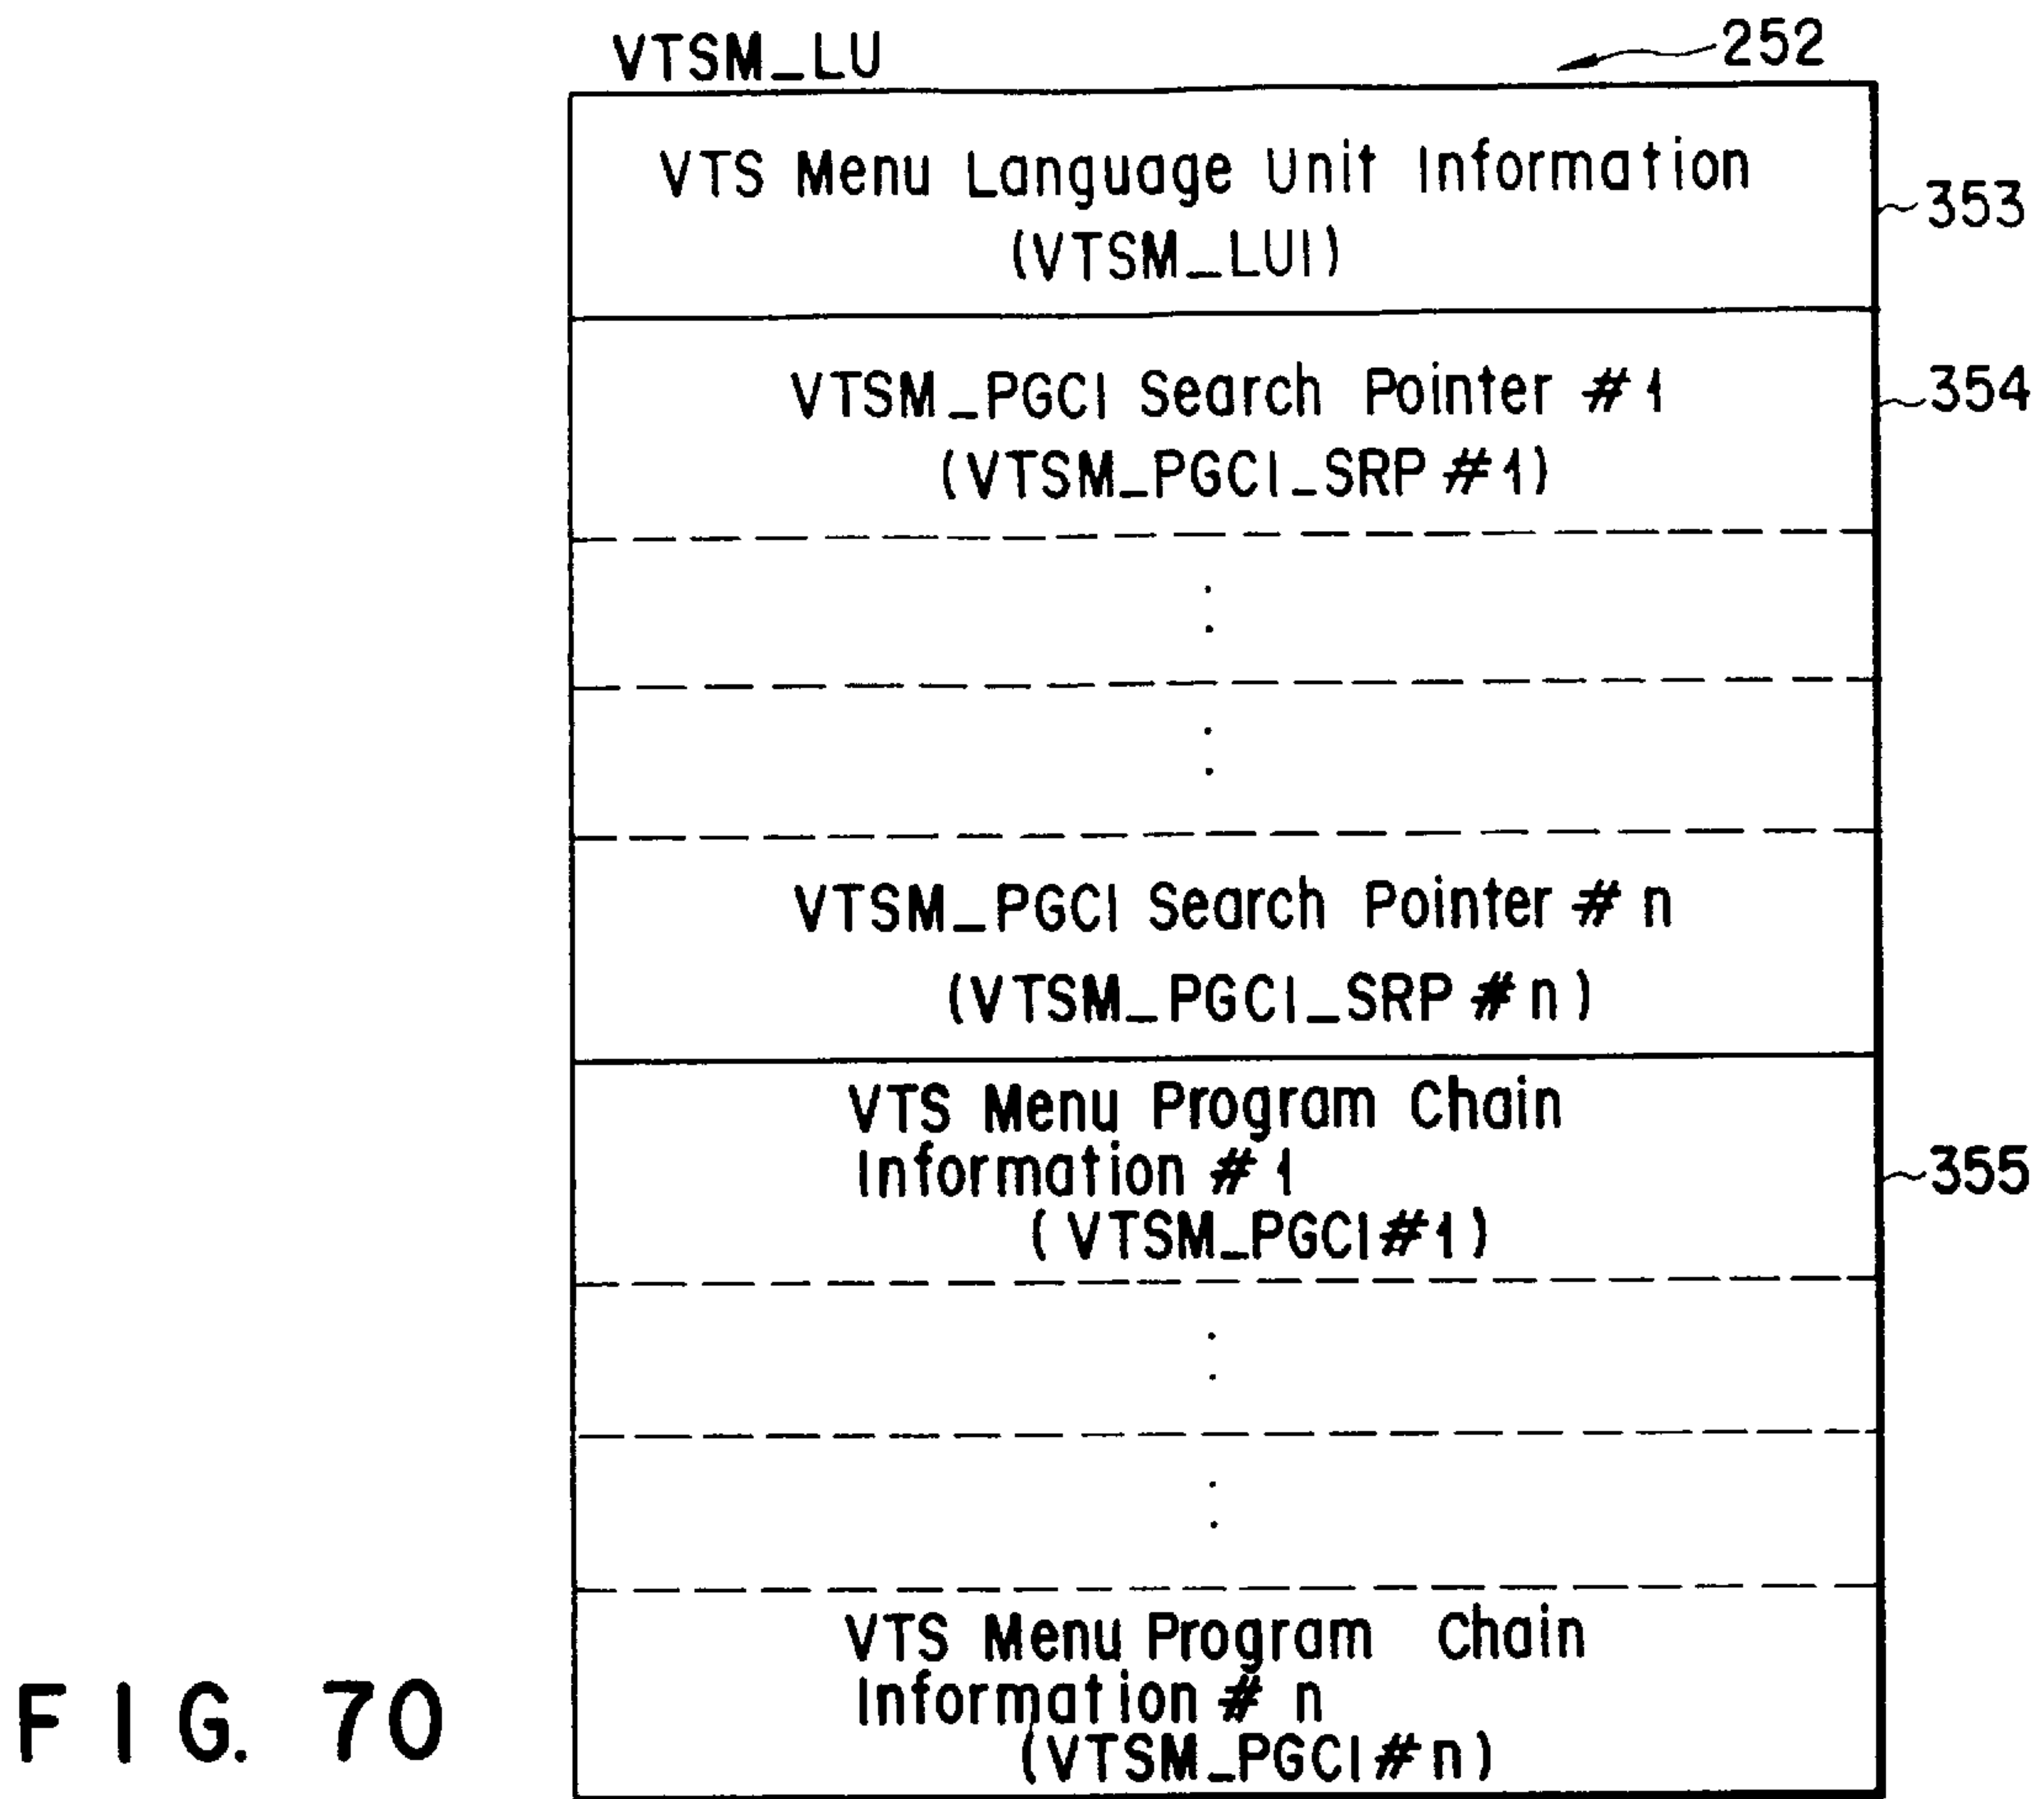 VTSM_LU
252
VTS Menu Language Unit Information
(VTSM_LUI)
353
VTSM_PGCI Search Pointer #1
(VTSM_PGCI_SRP #1)
354
VTSM_PGCI Search Pointer # n
(VTSM_PGCI_SRP # n)
VTS Menu Program Chain
Information #1
(VTSM_PGCI#1)
355
VTS Menu Program Chain
Information # n
(VTSM_PGCI#n)
FIG. 70